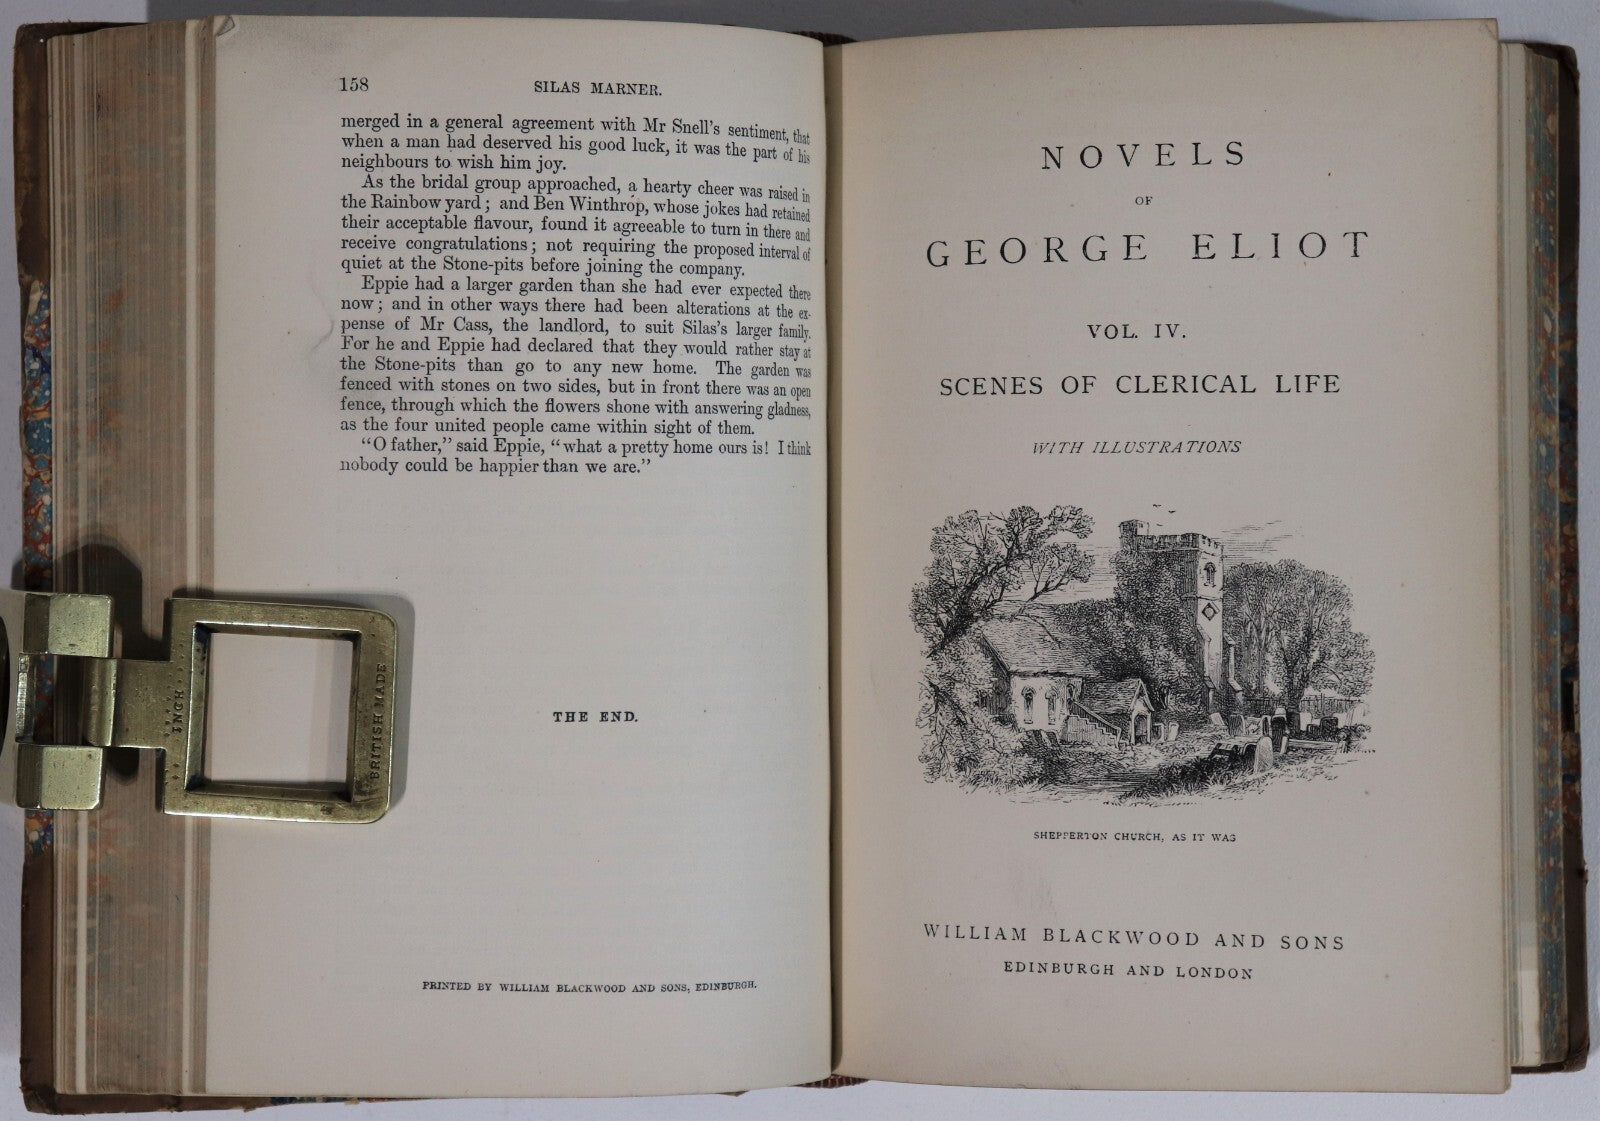 158
SILAS MARNER.
merged in a general agreement with Mr Snell's sentiment, that
when a man had deserved his good luck, it was the part of his
neighbours to wish him joy.
As the bridal group approached, a hearty cheer was raised in
the Rainbow yard; and Ben Winthrop, whose jokes had retained
their acceptable flavour, found it agreeable to turn in there and
receive congratulations; not requiring the proposed interval of
quiet at the Stone-pits before joining the company.
Eppie had a larger garden than she had ever expected there
now; and in other ways there had been alterations at the ex-
pense of Mr Cass, the landlord, to suit Silas's larger family.
For he and Eppie had declared that they would rather stay at
the Stone-pits than go to any new home. The garden was
fenced with stones on two sides, but in front there was an open
fence, through which the flowers shone with answering gladness,
as the four united people came within sight of them.
"O father," said Eppie, "what a pretty home ours is! I think
nobody could be happier than we are."
THE END.
PRINTED BY WILLIAM BLACKWOOD AND SONS, EDINBURGH.
BRITISH MADE
NOVELS
OF
GEORGE ELIOT
VOL. IV.
SCENES OF CLERICAL LIFE
WITH ILLUSTRATIONS
SHEPPERTON CHURCH, AS IT WAS
WILLIAM BLACKWOOD AND SONS
EDINBURGH AND LONDON